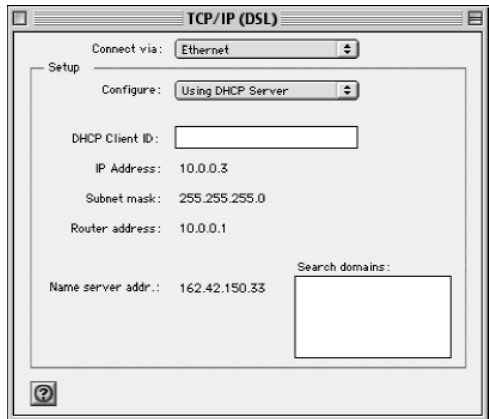 TCP/IP (DSL)
Connect via: Ethernet
Setup
Configure: Using DHCP Server
DHCP Client ID:
IP Address: 10.0.0.3
Subnet mask: 255.255.255.0
Router address: 10.0.0.1
Search domains:
Name server addr.: 162.42.150.33
?